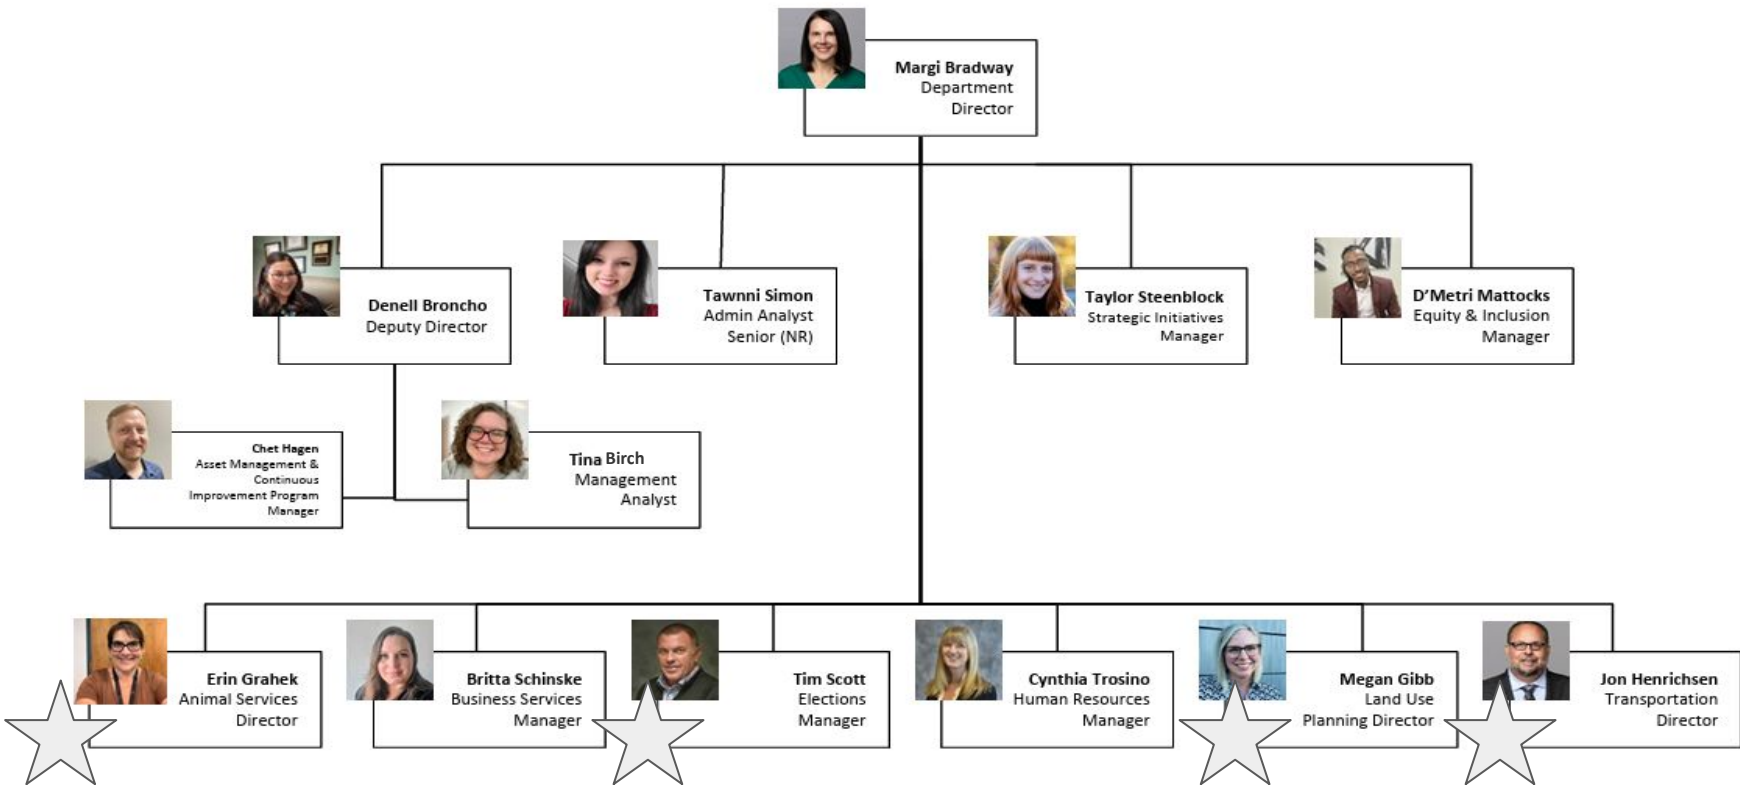 Margi Bradway
Department
Director
Denell Broncho
Deputy Director
Tawnni Simon
Admin Analyst
Senior (NR)
Taylor Steenblock
Strategic Initiatives
Manager
D’Metri Mattocks
Equity & Inclusion
Manager
Chet Hagen
Asset Management &
Continuous
Improvement Program
Manager
Tina Birch
Management
Analyst
Erin Grahek
Animal Services
Director
Britta Schinske
Business Services
Manager
Tim Scott
Elections
Manager
Cynthia Trosino
Human Resources
Manager
Megan Gibb
Land Use
Planning Director
Jon Henrichsen
Transportation
Director